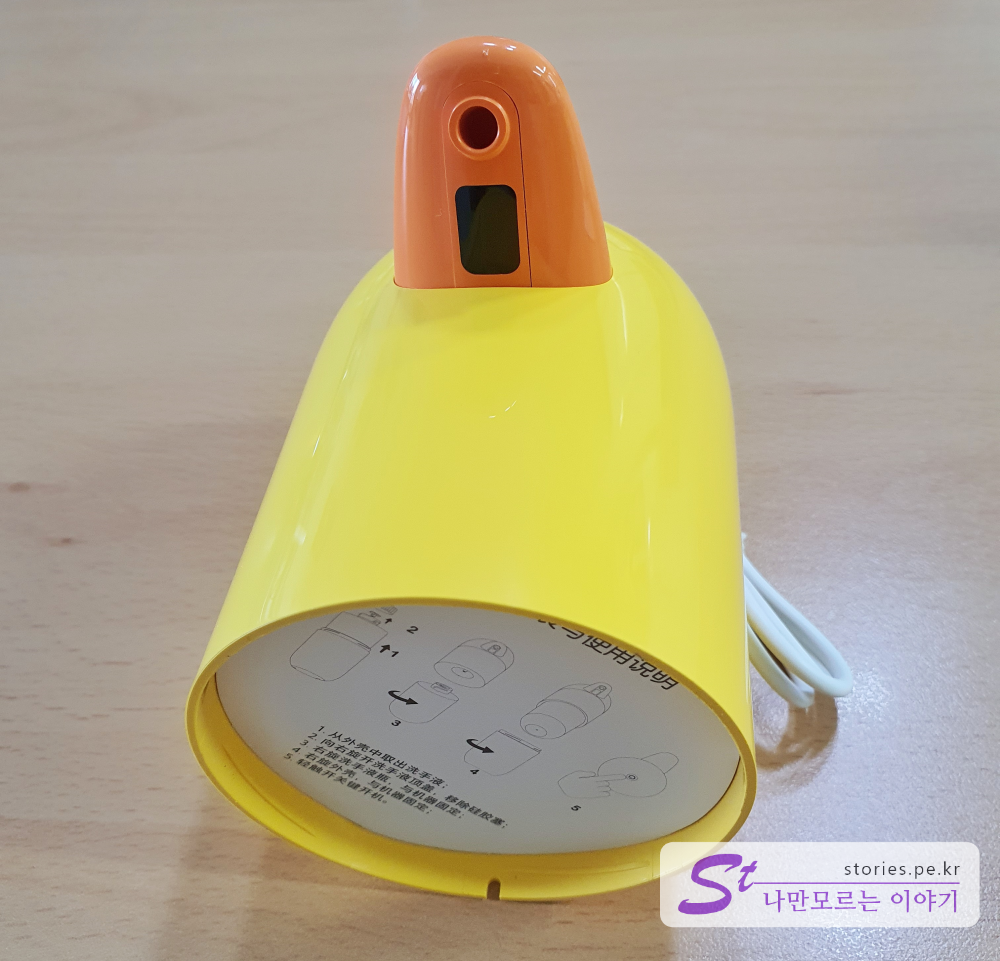 使用说明
2
1
3
4
5
1. 从外壳中取出洗手液;
2. 向右旋开洗手液顶盖,移除硅胶塞;
3. 右旋洗手液瓶,与机器固定;
4. 右旋外壳,与机器固定;
5. 轻触开关键开机。
St
stories.pe.kr
나만모르는 이야기